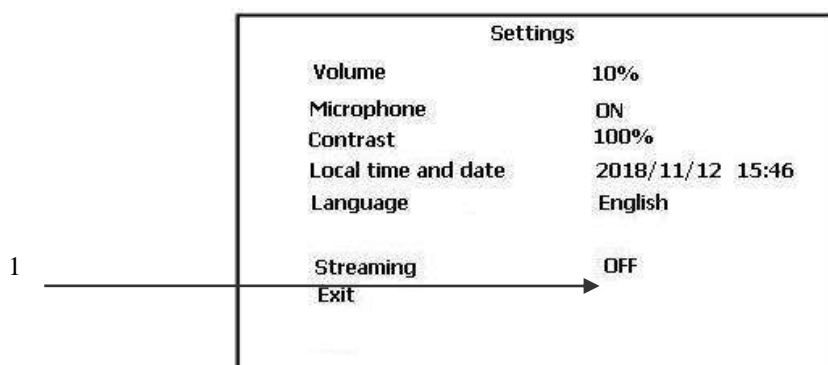 Settings
Volume 10%
Microphone ON
Contrast 100%
Local time and date 2018/11/12 15:46
Language English
Streaming OFF
1
Exit